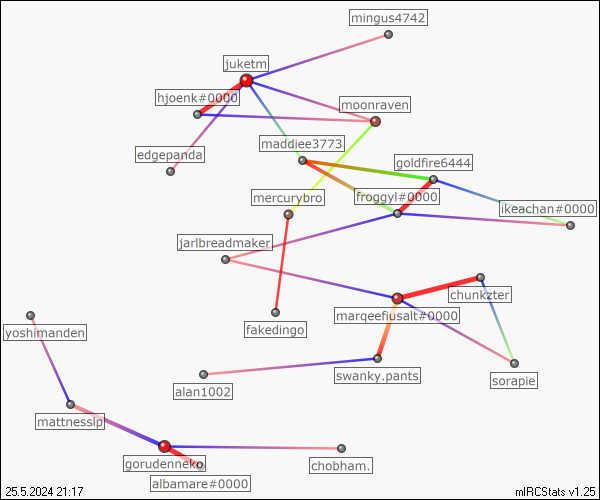 mingus4742
juketm
hjoenk#0000
moonraven
maddiee3773
edgepanda
goldfire6444
mercurybro
froggyl#0000
ikeachan#0000
jarlbreadmaker
chunkzter
marqeefiusalt#0000
fakedingo
yoshimanden
swanky.pants
sorapie
alan1002
mattnesslp
gorudenneko
chobham.
albamare#0000
25.5.2024 21:17
mIRCStats v1.25